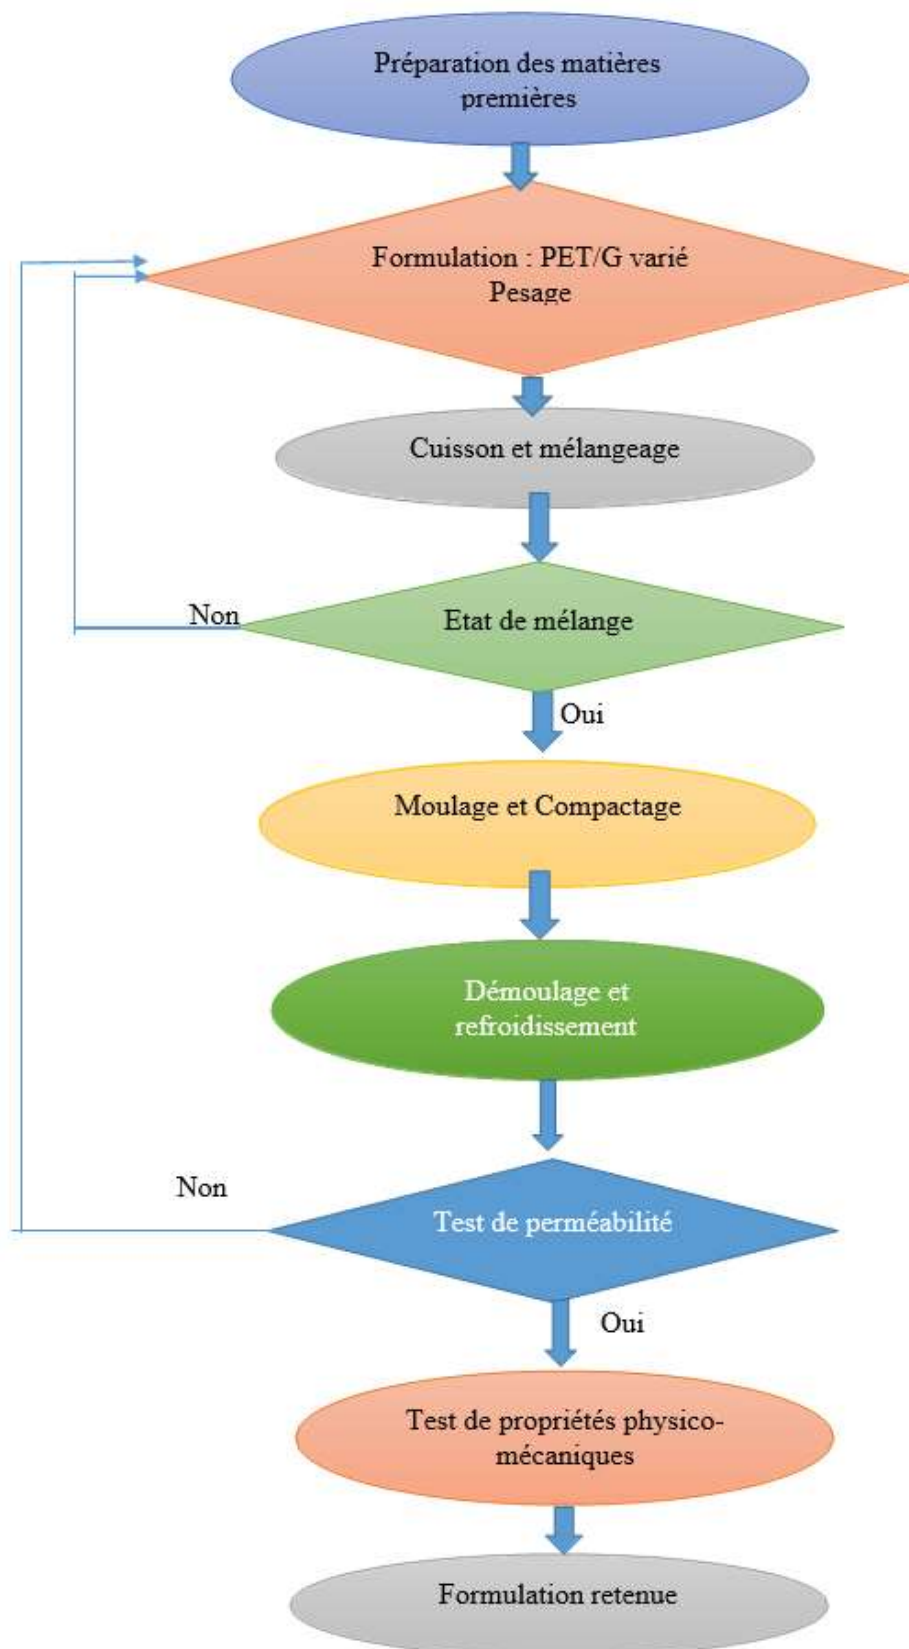 Préparation des matières
premières
Formulation : PET/G varié
Pesage
Cuisson et mélangeage
Non
Etat de mélange
Oui
Moulage et Compactage
Démoulage et
refroidissement
Non
Test de perméabilité
Oui
Test de propriétés physico-
mécaniques
Formulation retenue